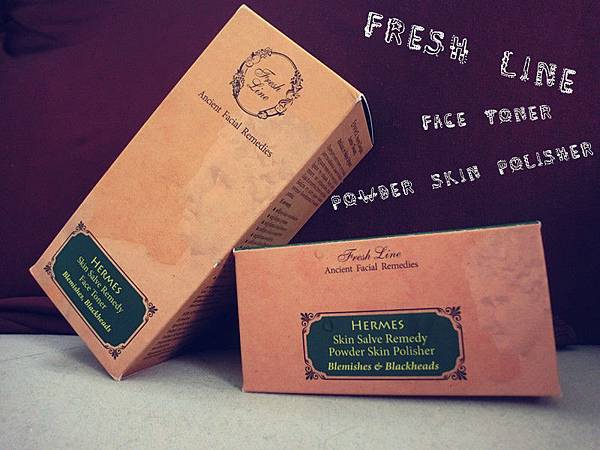 FRESH LINE
FACE TONER
POWDER SKIN POLISHER
Fresh
Line
Ancient Facial Remedies
HERMES
Skin Salve Remedy
Face Toner
Blemishes, Blackheads
Fresh Line
Ancient Facial Remedies
HERMES
Skin Salve Remedy
Powder Skin Polisher
Blemishes & Blackheads